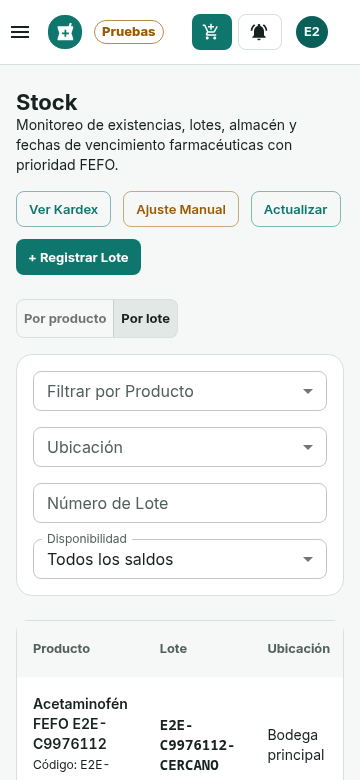 Pruebas
E2
Stock
Monitoreo de existencias, lotes, almacén y
fechas de vencimiento farmacéuticas con
prioridad FEFO.
Ver Kardex
Ajuste Manual
Actualizar
+ Registrar Lote
Por producto
Por lote
Filtrar por Producto
Ubicación
Número de Lote
Disponibilidad
Todos los saldos
Producto
Lote
Ubicación
Acetaminofén
FEFO E2E-
C9976112
Código: E2E-
E2E-
C9976112-
CERCANO
Bodega
principal